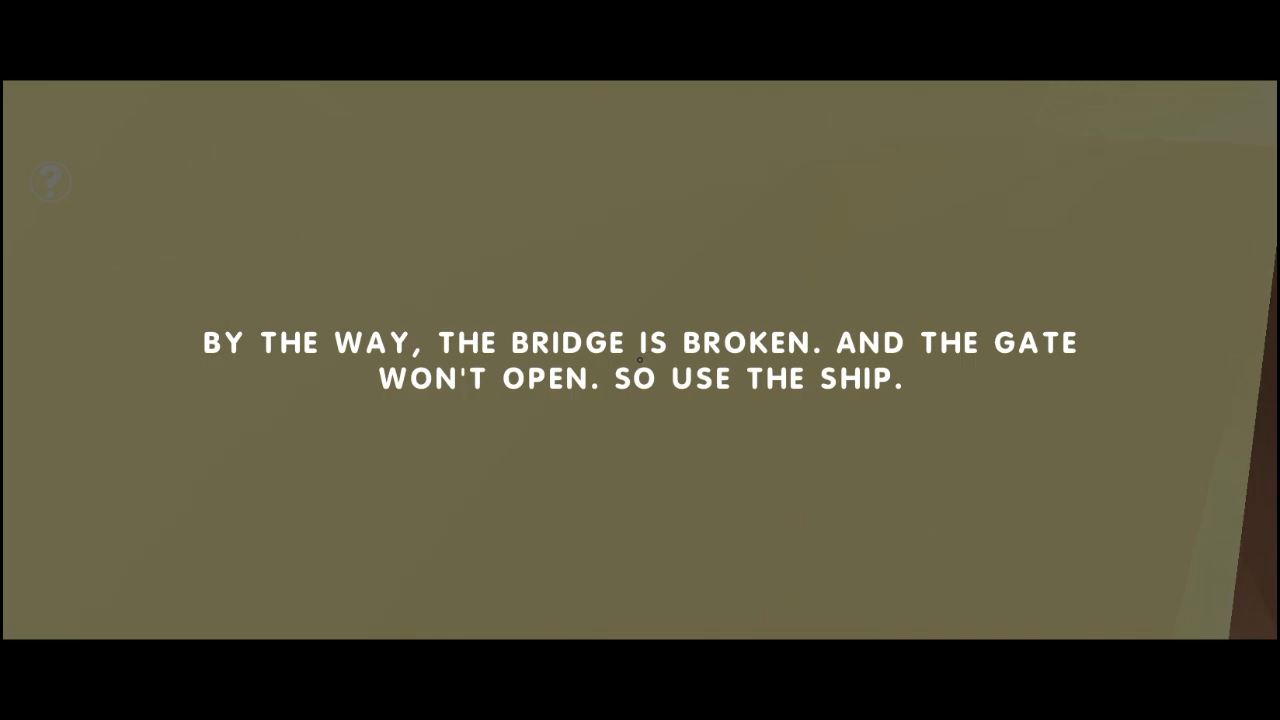 ?
BY THE WAY, THE BRIDGE IS BROKEN. AND THE GATE
WON'T OPEN. SO USE THE SHIP.